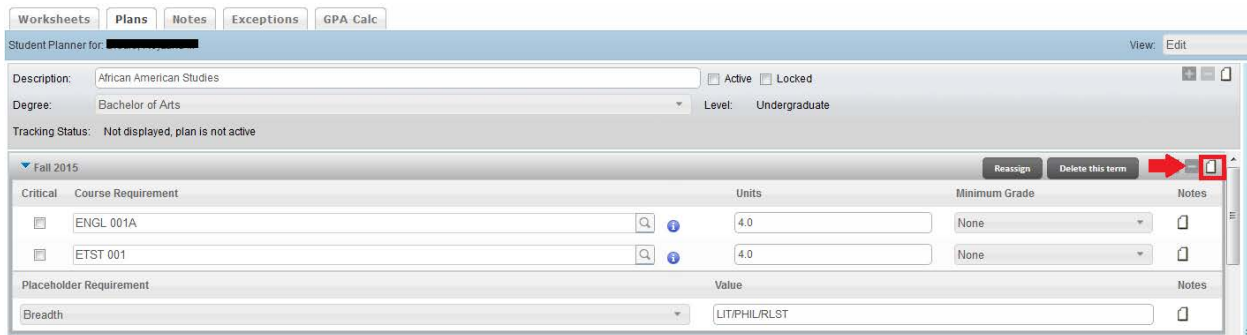 Worksheets Plans Notes Exceptions GPA Calc
Student Planner for: View: Edit
Description: African American Studies Active Locked
Degree: Bachelor of Arts Level: Undergraduate
Tracking Status: Not displayed, plan is not active
Fall 2015 Reassign Delete this term
Critical Course Requirement Units Minimum Grade Notes
ENGL 001A 4.0 None
ETST 001 4.0 None
Placeholder Requirement Value Notes
Breadth LIT/PHIL/RLST